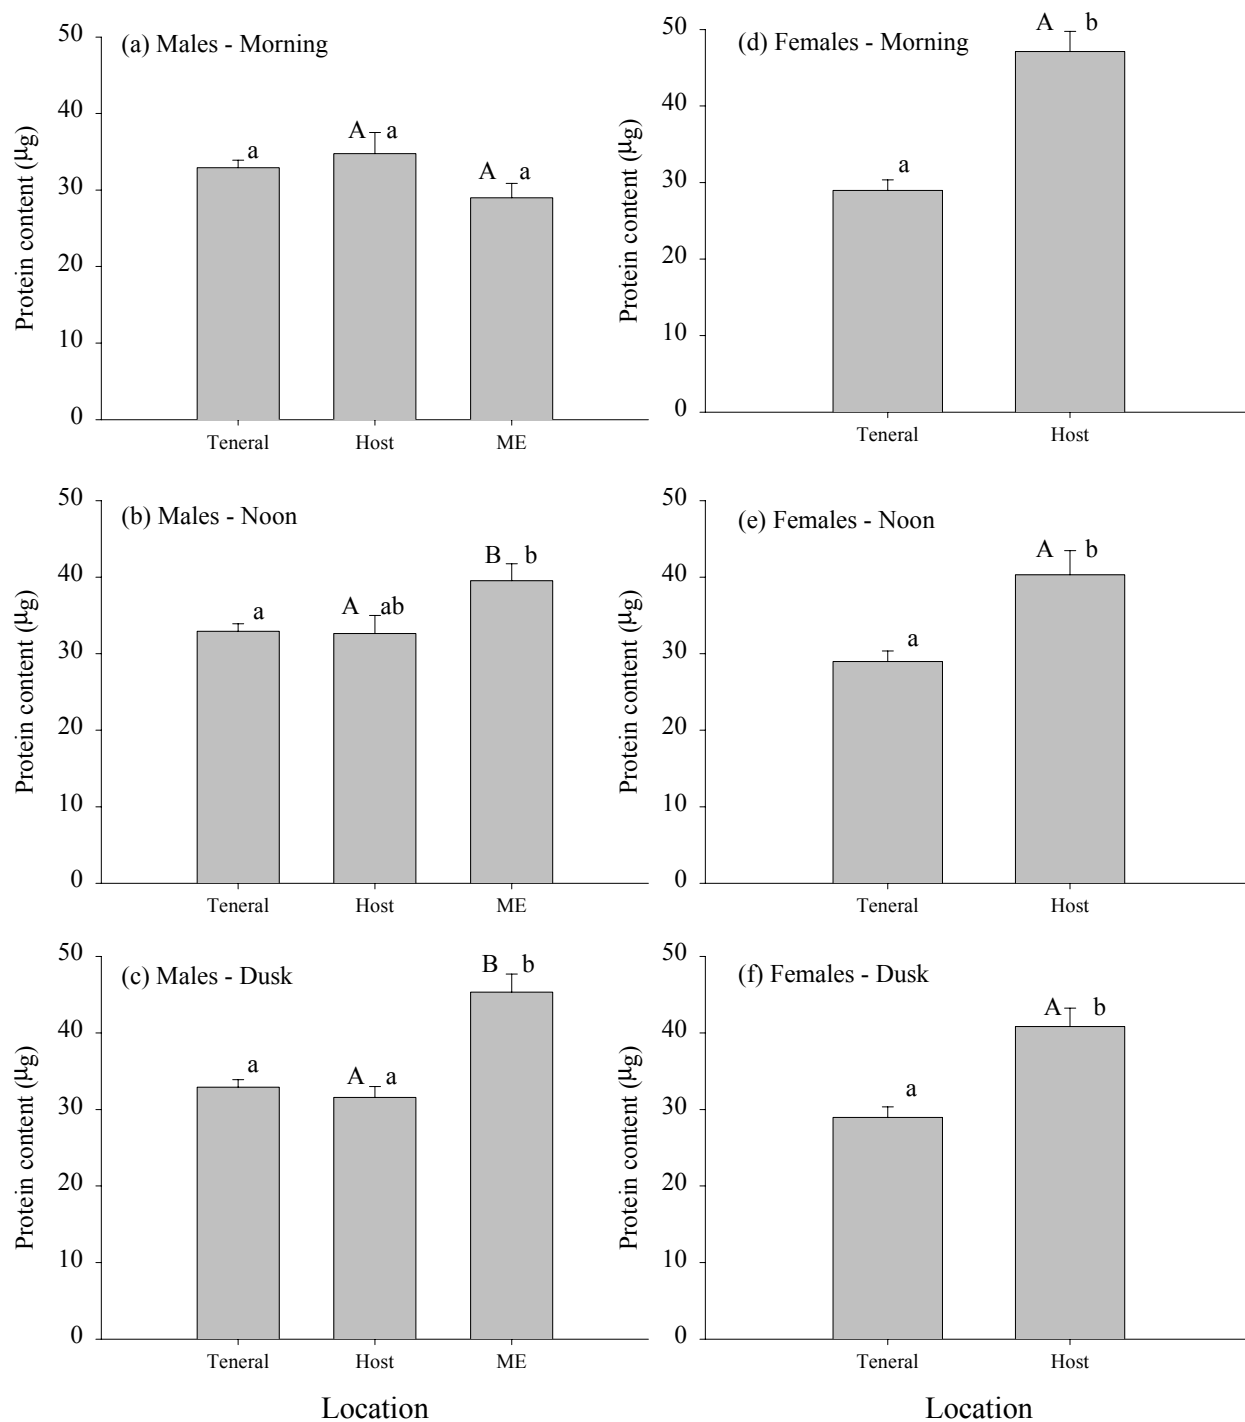 (a) Males - Morning
Protein content (μg)
50
40
30
20
10
0
a
A a
A a
Teneral Host ME
(d) Females - Morning
Protein content (μg)
50
40
30
20
10
0
a
A b
Teneral Host
(b) Males - Noon
Protein content (μg)
50
40
30
20
10
0
a
A ab
B b
Teneral Host ME
(e) Females - Noon
Protein content (μg)
50
40
30
20
10
0
a
A b
Teneral Host
(c) Males - Dusk
Protein content (μg)
50
40
30
20
10
0
a
A a
B b
Teneral Host ME
Location
(f) Females - Dusk
Protein content (μg)
50
40
30
20
10
0
a
A b
Teneral Host
Location